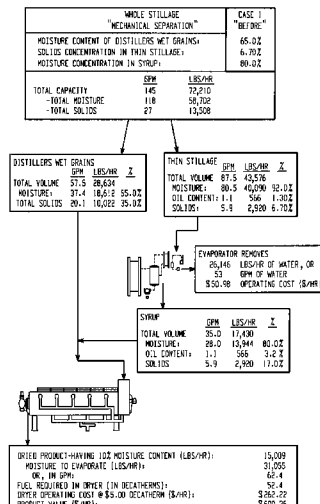 WHOLE STILLAGE
"MECHANICAL SEPARATION"
CASE 1
"BEFORE"
MOISTURE CONTENT OF DISTILLERS WET GRAINS: 65.0%
SOLIDS CONCENTRATION IN THIN STILLAGE: 6.70%
MOISTURE CONCENTRATION IN SYRUP: 80.0%
GPM LBS/HR
TOTAL CAPACITY 145 72,210
-TOTAL MOISTURE 118 58,702
-TOTAL SOLIDS 27 13,508
DISTILLERS WET GRAINS
GPM LBS/HR %
TOTAL VOLUME 57.5 28,634
MOISTURE: 37.4 18,612 65.0%
TOTAL SOLIDS 20.1 10,022 35.0%
THIN STILLAGE
GPM LBS/HR %
TOTAL VOLUME 87.5 43,576
MOISTURE: 80.5 40,090 92.0%
OIL CONTENT: 1.1 566 1.30%
SOLIDS: 5.9 2,920 6.70%
EVAPORATOR REMOVES
26,146 LBS/HR OF WATER, OR
53 GPM OF WATER
$50.98 OPERATING COST ($/HR)
SYRUP
GPM LBS/HR %
TOTAL VOLUME 35.0 17,430
MOISTURE: 28.0 13,944 80.0%
OIL CONTENT: 1.1 566 3.2%
SOLIDS 5.9 2,920 17.0%
DRIED PRODUCT-HAVING 10% MOISTURE CONTENT (LBS/HR): 15,009
MOISTURE TO EVAPORATE (LBS/HR): 31,055
OR, IN GPM: 62.4
FUEL REQUIRED IN DRYER (IN DECATHERMS): 52.4
DRYER OPERATING COST @ $5.00 DECATHERM ($/HR): $262.22
PRODUCT VALUE ($/HR):